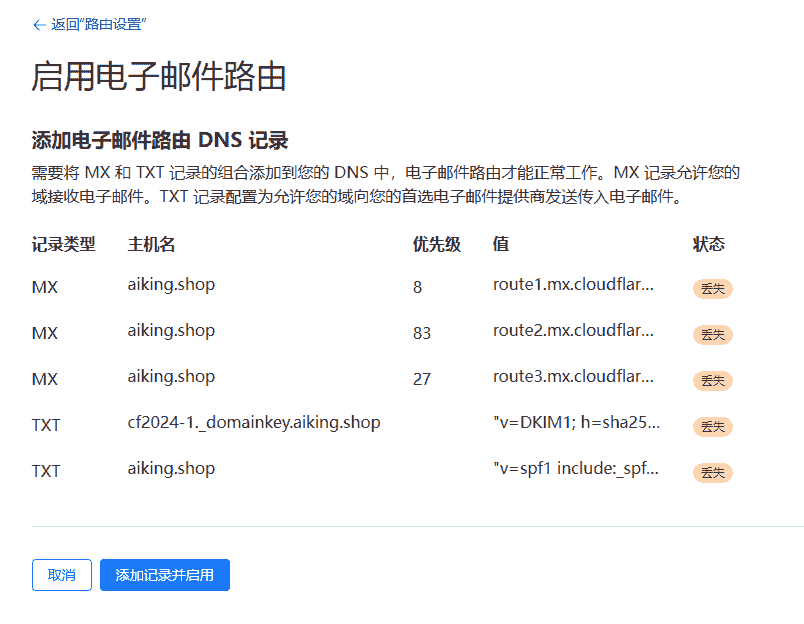 ← 返回“路由设置”
启用电子邮件路由
添加电子邮件路由 DNS 记录
需要将 MX 和 TXT 记录的组合添加到您的 DNS 中，电子邮件路由才能正常工作。MX 记录允许您的
域接收电子邮件。TXT 记录配置为允许您的域向您的首选电子邮件提供商发送传入电子邮件。
记录类型 主机名 优先级 值 状态
MX aiking.shop 8 route1.mx.cloudflar... 丢失
MX aiking.shop 83 route2.mx.cloudflar... 丢失
MX aiking.shop 27 route3.mx.cloudflar... 丢失
TXT cf2024-1._domainkey.aiking.shop "v=DKIM1; h=sha25... 丢失
TXT aiking.shop "v=spf1 include:_spf... 丢失
取消 添加记录并启用